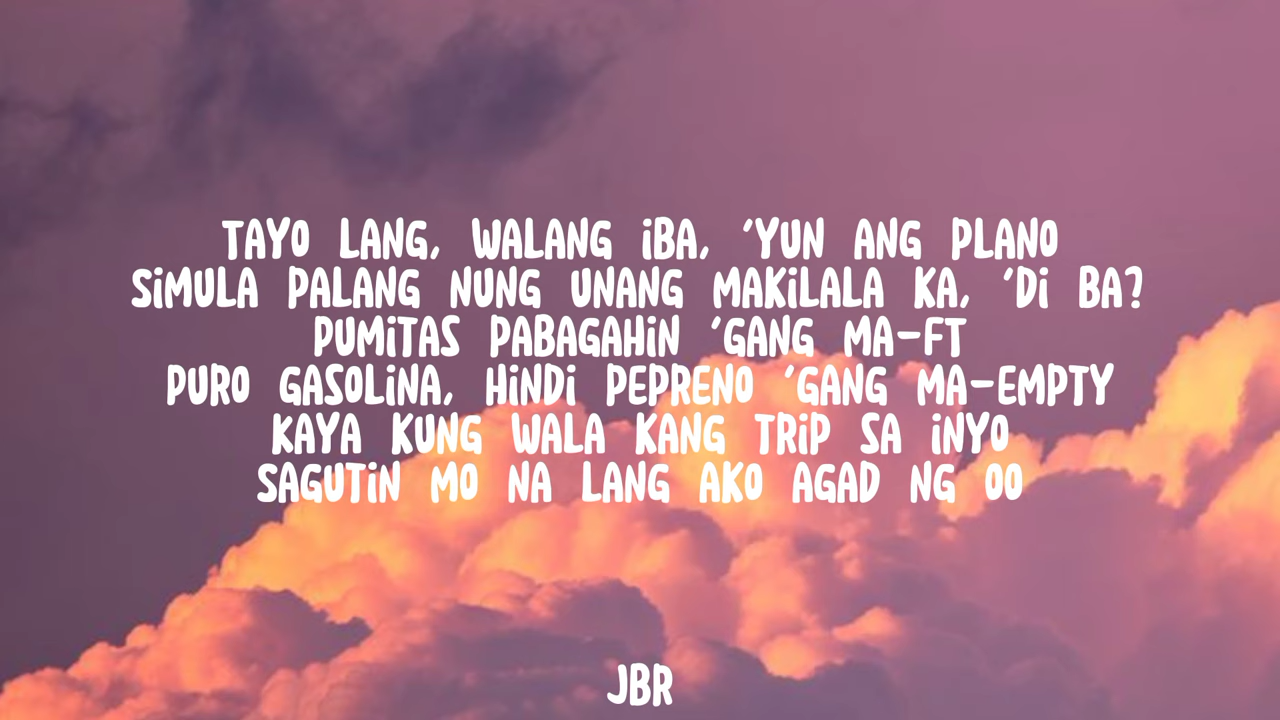 TAYO LANG, WALANG iBA, 'YUN ANG PLANO
SiMULA PALANG NUNG UNANG MAKiLALA KA, 'Di BA?
PUMiTAS PABAGAHiN 'GANG MA-FT
PURO GASOLiNA, HiNDi PEPRENO 'GANG MA-EMPTY
KAYA KUNG WALA KANG TRiP SA iNYO
SAGUTiN MO NA LANG AKO AGAD NG OO
JBR